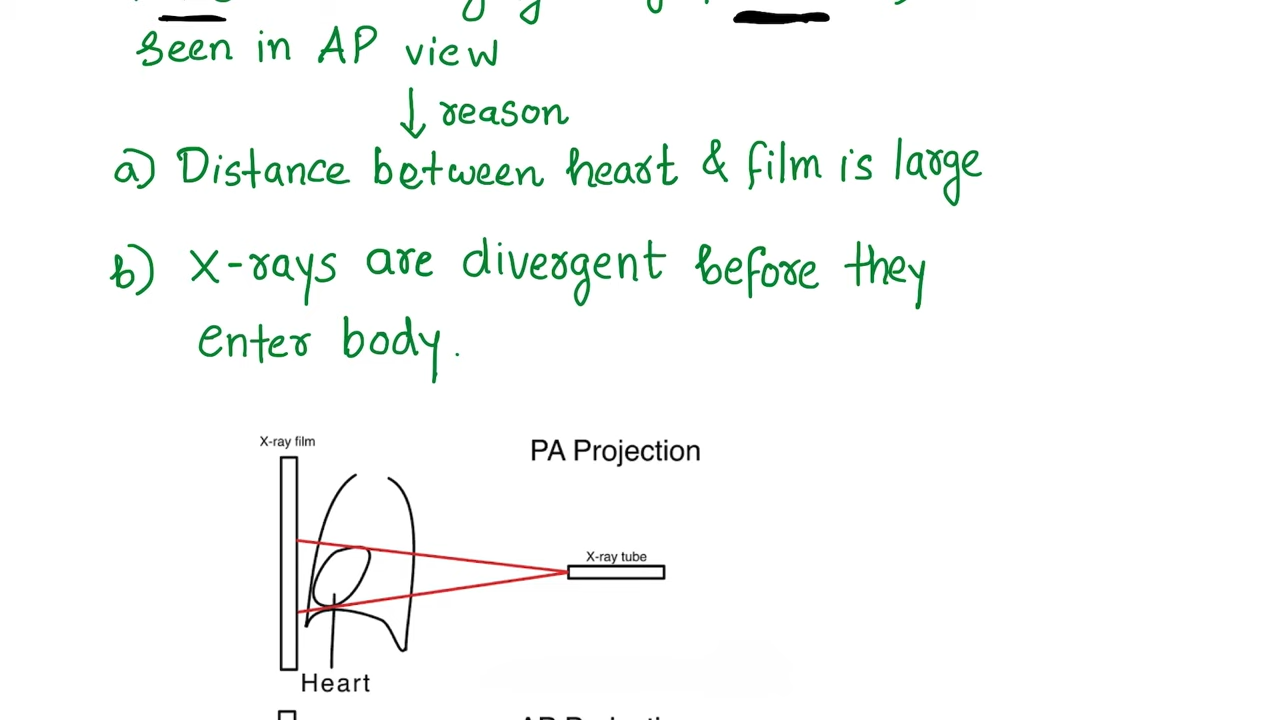 seen in AP view
↓ reason
a) Distance between heart & film is large
b) X-rays are divergent before they
enter body.
X-ray film
PA Projection
X-ray tube
Heart